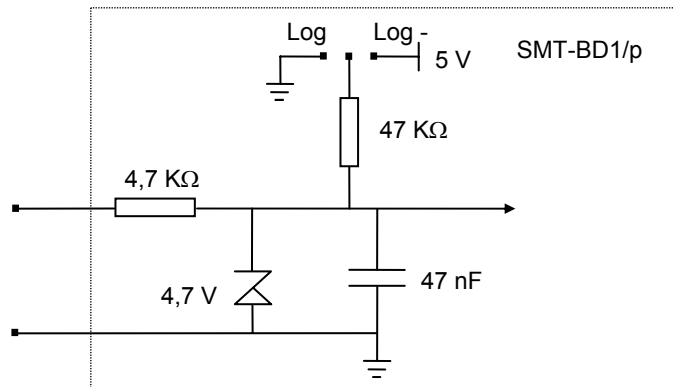 Log Log -
5 V
SMT-BD1/p
47 KΩ
4,7 KΩ
4,7 V
47 nF